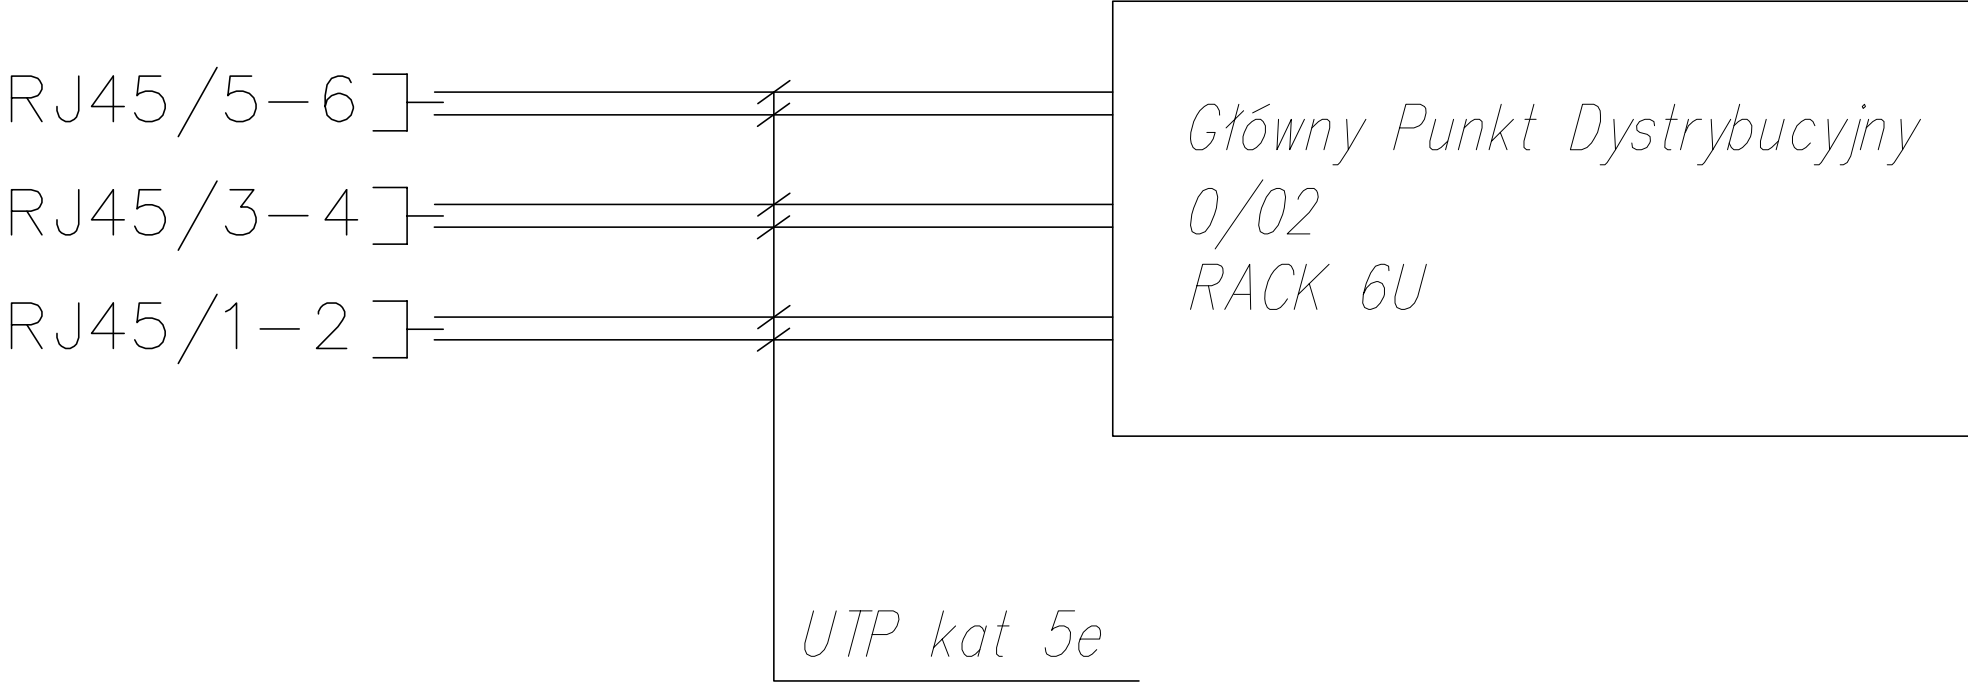 RJ45/5-6
RJ45/3-4
RJ45/1-2
Główny Punkt Dystrybucyjny
0/02
RACK 6U
UTP kat 5e